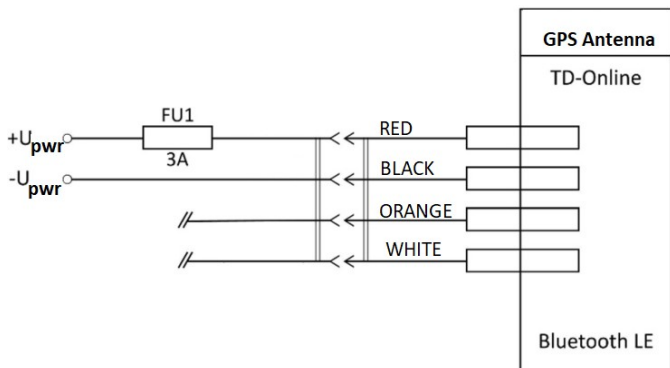 GPS Antenna
TD-Online
FU1
+Upwr
3A
-Upwr
RED
BLACK
ORANGE
WHITE
Bluetooth LE